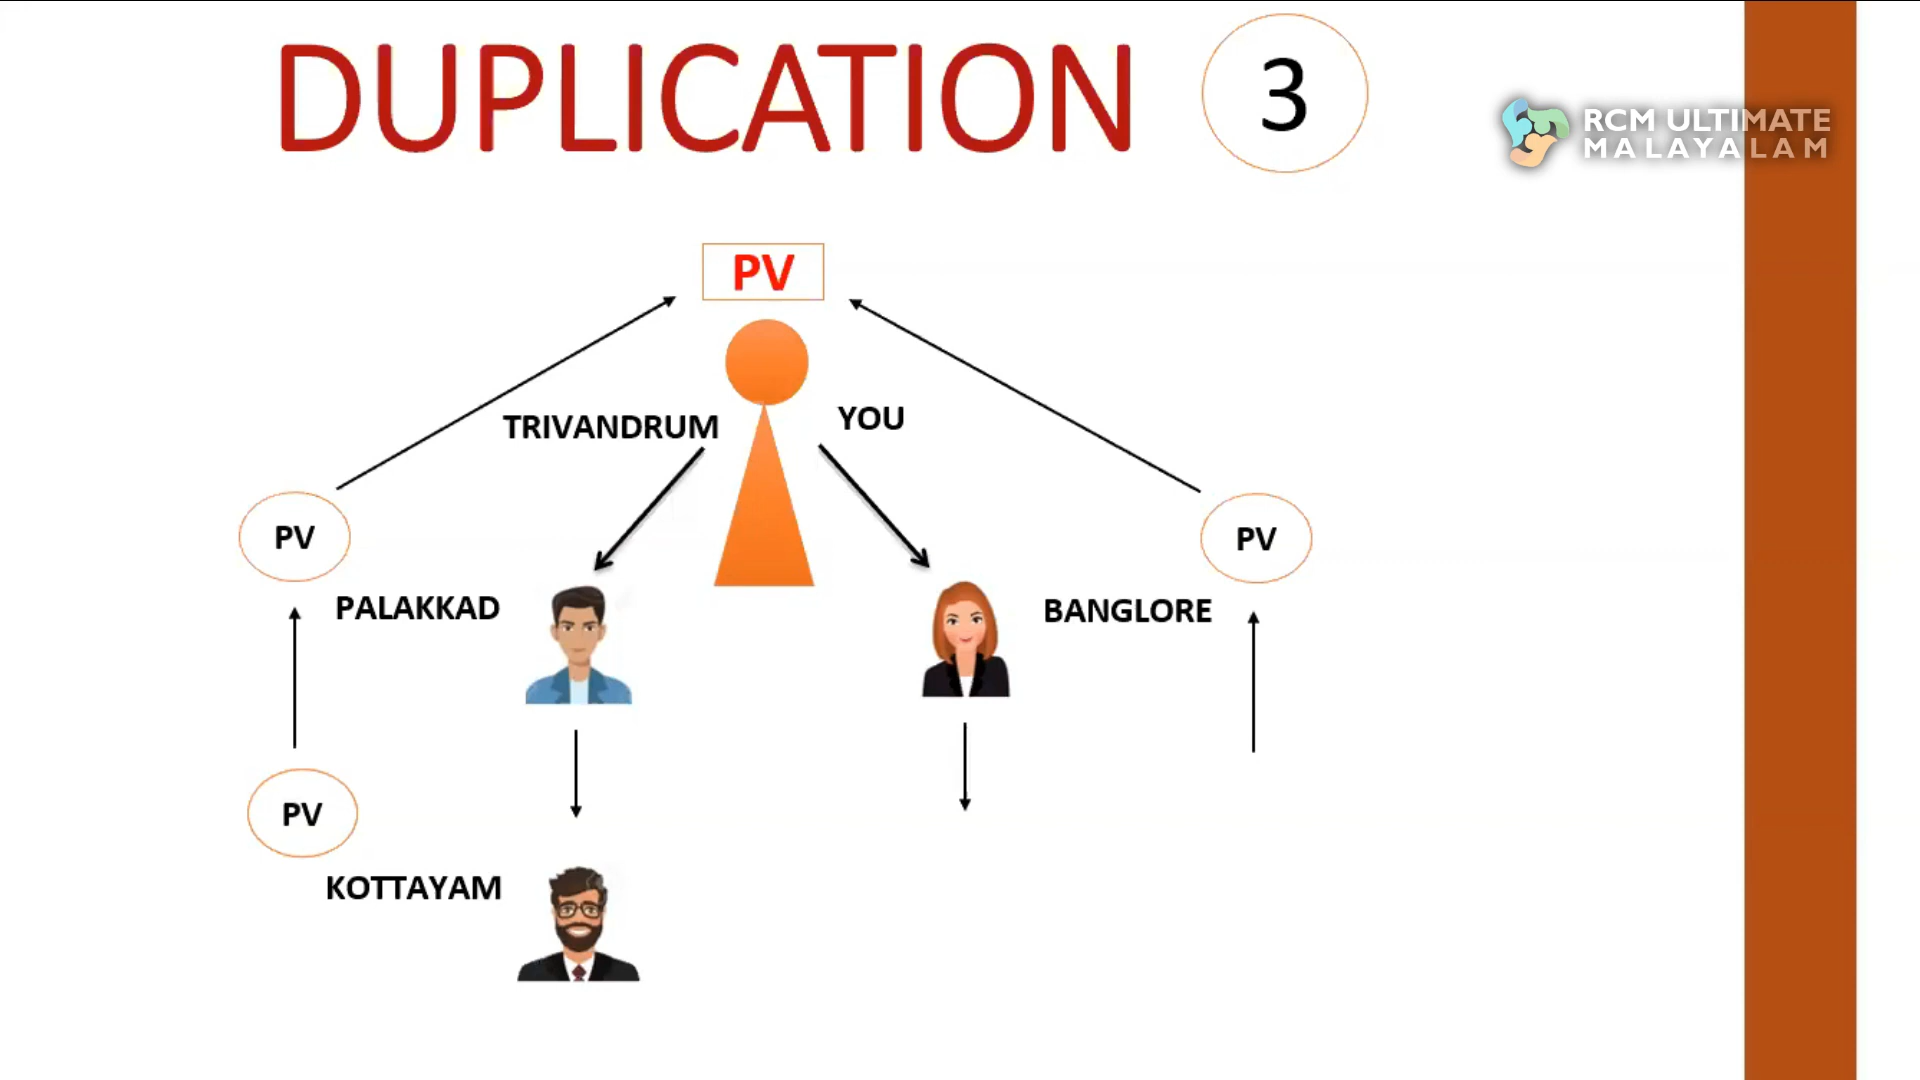 DUPLICATION
3
RCM ULTIMATE
MALAYALAM
PV
TRIVANDRUM
YOU
PV
PV
PALAKKAD
BANGLORE
PV
KOTTAYAM